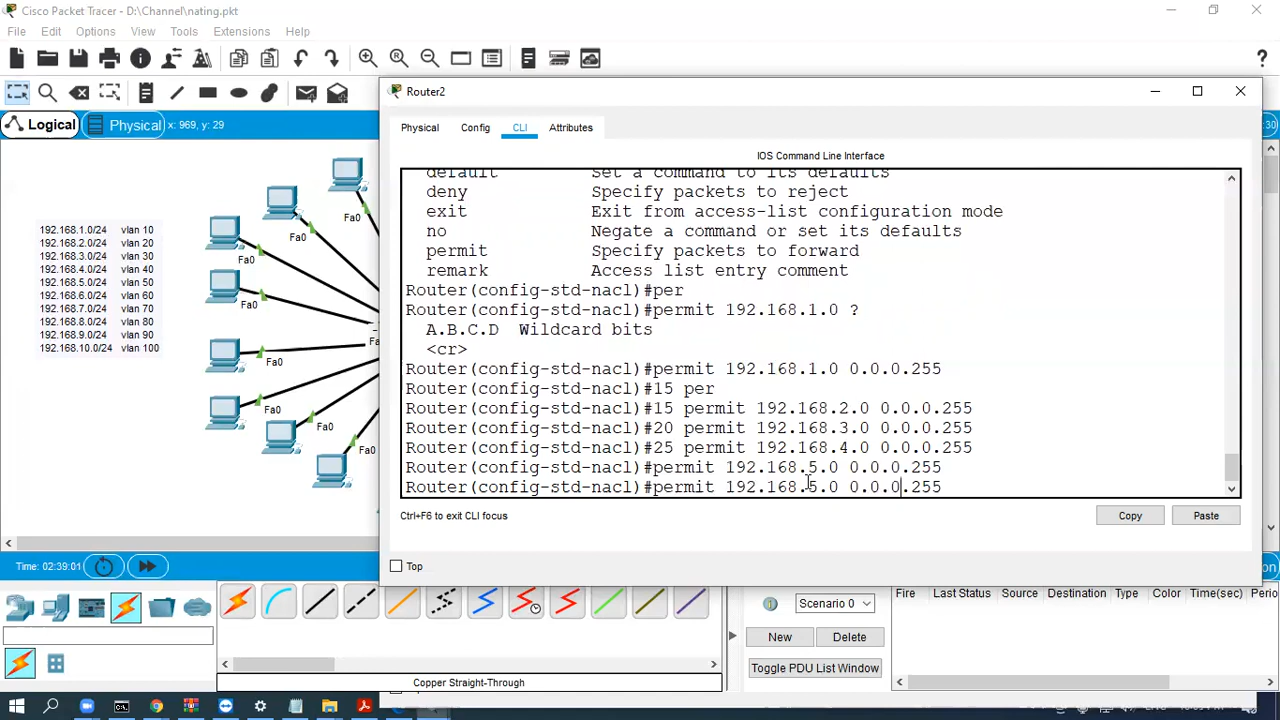 Cisco Packet Tracer - D:\Channel\nating.pkt
File Edit Options View Tools Extensions Help
Logical Physical x: 969, y: 29
Router2
Physical Config CLI Attributes
IOS Command Line Interface
default Set a command to its defaults
deny Specify packets to reject
exit Exit from access-list configuration mode
no Negate a command or set its defaults
permit Specify packets to forward
remark Access list entry comment
Router(config-std-nacl)#per
Router(config-std-nacl)#permit 192.168.1.0 ?
A.B.C.D Wildcard bits
<cr>
Router(config-std-nacl)#permit 192.168.1.0 0.0.0.255
Router(config-std-nacl)#15 per
Router(config-std-nacl)#15 permit 192.168.2.0 0.0.0.255
Router(config-std-nacl)#20 permit 192.168.3.0 0.0.0.255
Router(config-std-nacl)#25 permit 192.168.4.0 0.0.0.255
Router(config-std-nacl)#permit 192.168.5.0 0.0.0.255
Router(config-std-nacl)#permit 192.168.5.0 0.0.0.255
Ctrl+F6 to exit CLI focus
Copy Paste
Top
192.168.1.0/24 vlan 10
192.168.2.0/24 vlan 20
192.168.3.0/24 vlan 30
192.168.4.0/24 vlan 40
192.168.5.0/24 vlan 50
192.168.6.0/24 vlan 60
192.168.7.0/24 vlan 70
192.168.8.0/24 vlan 80
192.168.9.0/24 vlan 90
192.168.10.0/24 vlan 100
Fa0
Fa0
Fa0
Fa0
Fa0
Fa0
Fa0
Fa0
Time: 02:39:01
Scenario 0
New Delete
Toggle PDU List Window
Fire Last Status Source Destination Type Color Time(sec) Perio
Copper Straight-Through